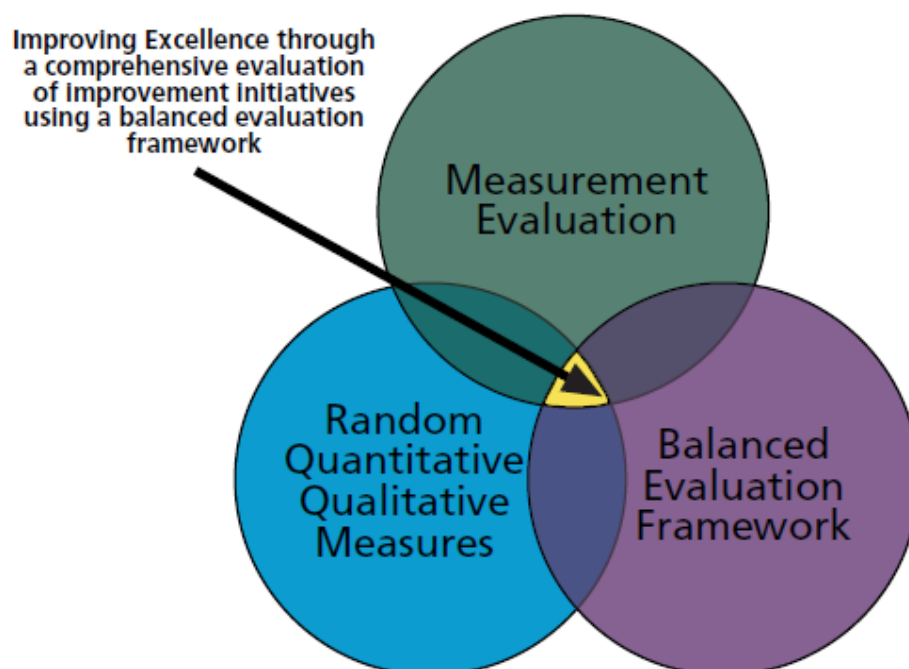 Improving Excellence through
a comprehensive evaluation
of improvement initiatives
using a balanced evaluation
framework
Measurement
Evaluation
Random
Quantitative
Qualitative
Measures
Balanced
Evaluation
Framework